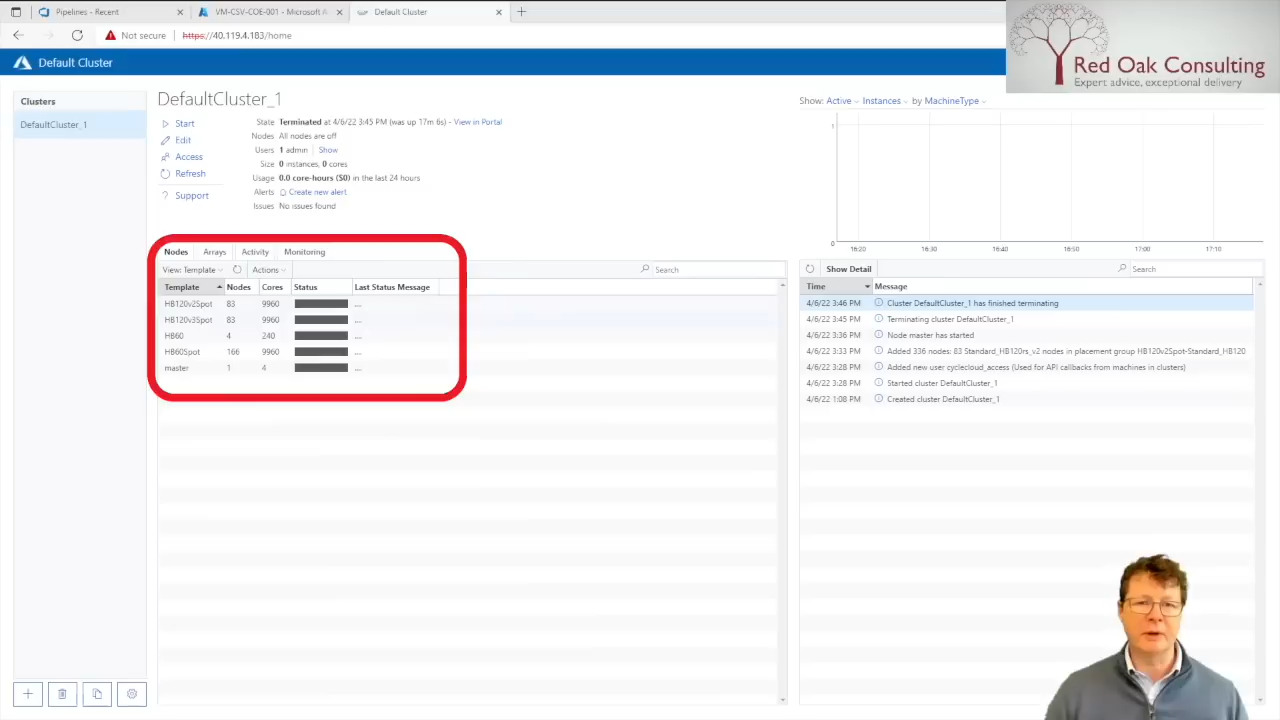 Pipelines - Recent
VM-CSV-COE-001 - Microsoft A
Default Cluster
Not secure
https://40.119.4.183/home
Red Oak Consulting
Expert advice, exceptional delivery
Default Cluster
Clusters
DefaultCluster_1
DefaultCluster_1
Start
Edit
Access
Refresh
Support
State Terminated at 4/6/22 3:45 PM (was up 17m 6s) - View in Portal
Nodes All nodes are off
Users 1 admin Show
Size 0 instances, 0 cores
Usage 0.0 core-hours ($0) in the last 24 hours
Alerts Create new alert
Issues No issues found
Show: Active Instances by MachineType
1
0
16:20 16:30 16:40 16:50 17:00 17:10
Nodes Arrays Activity Monitoring
View: Template Actions Search
Template Nodes Cores Status Last Status Message
HB120v2Spot 83 9960 ...
HB120v3Spot 83 9960 ...
HB60 4 240 ...
HB60Spot 166 9960 ...
master 1 4 ...
Show Detail Search
Time Message
4/6/22 3:46 PM Cluster DefaultCluster_1 has finished terminating
4/6/22 3:45 PM Terminating cluster DefaultCluster_1
4/6/22 3:36 PM Node master has started
4/6/22 3:33 PM Added 336 nodes: 83 Standard_HB120rs_v2 nodes in placement group HB120v2Spot-Standard_HB120
4/6/22 3:28 PM Added new user cyclecloud_access (Used for API callbacks from machines in clusters)
4/6/22 3:28 PM Started cluster DefaultCluster_1
4/6/22 1:08 PM Created cluster DefaultCluster_1